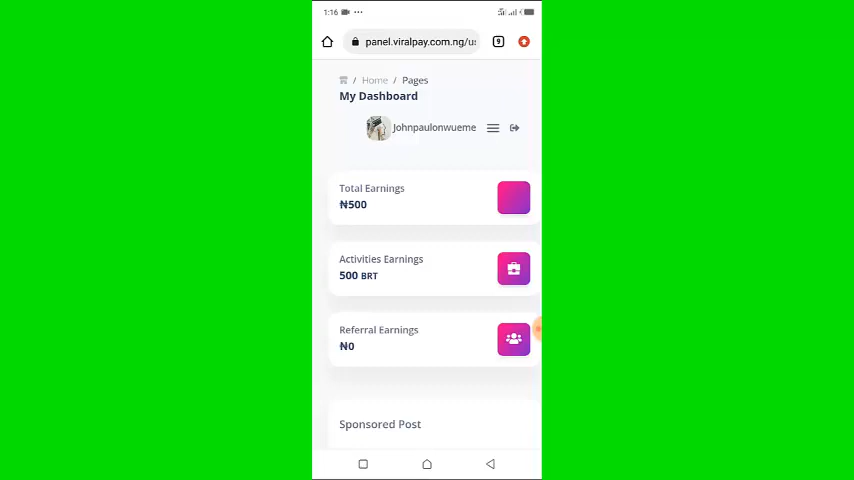 1:16
9
panel.viralpay.com.ng/us
/ Home / Pages
My Dashboard
Johnpaulonwueme
Total Earnings
₦500
Activities Earnings
500 BRT
Referral Earnings
₦0
Sponsored Post